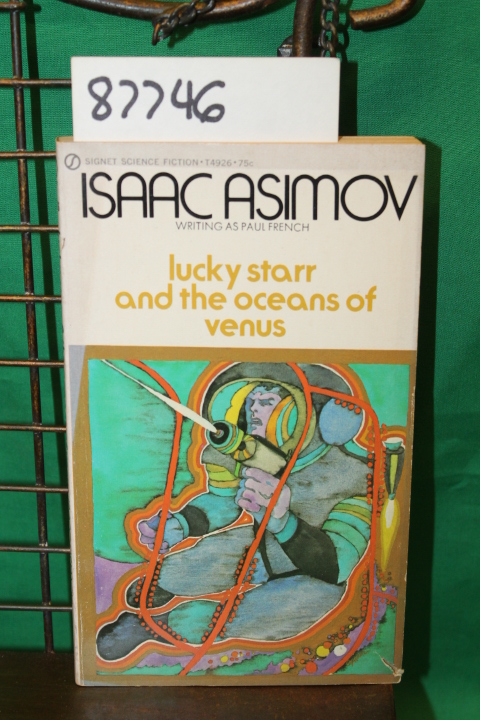 87746
SIGNET SCIENCE FICTION • T4926 • 75c
ISAAC ASIMOV
WRITING AS PAUL FRENCH
lucky starr
and the oceans of
venus